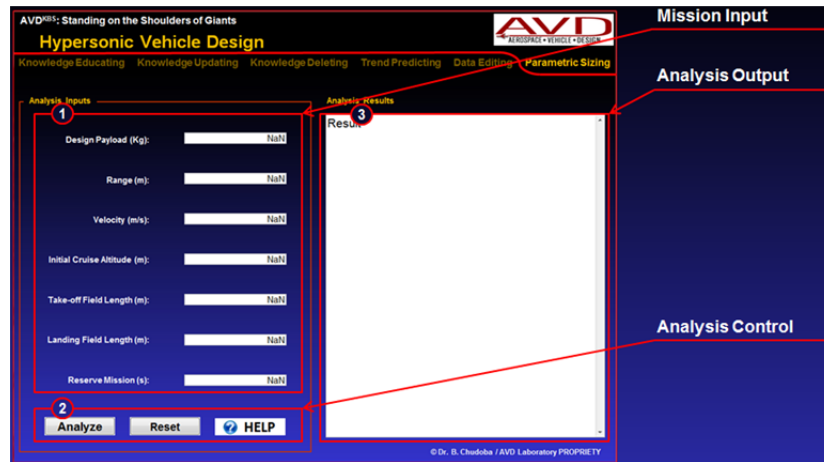 AVDKBS: Standing on the Shoulders of Giants
Hypersonic Vehicle Design
AVD
AEROSPACE • VEHICLE • DESIGN
Knowledge Educating Knowledge Updating Knowledge Deleting Trend Predicting Data Editing Parametric Sizing
Mission Input
Analysis Output
Analysis Control
Analysis Inputs
1
Design Payload (Kg): NaN
Range (m): NaN
Velocity (m/s): NaN
Initial Cruise Altitude (m): NaN
Take-off Field Length (m): NaN
Landing Field Length (m): NaN
Reserve Mission (s): NaN
2
Analyze Reset ? HELP
Analysis Results
3
Result
© Dr. B. Chudoba / AVD Laboratory PROPRIETY